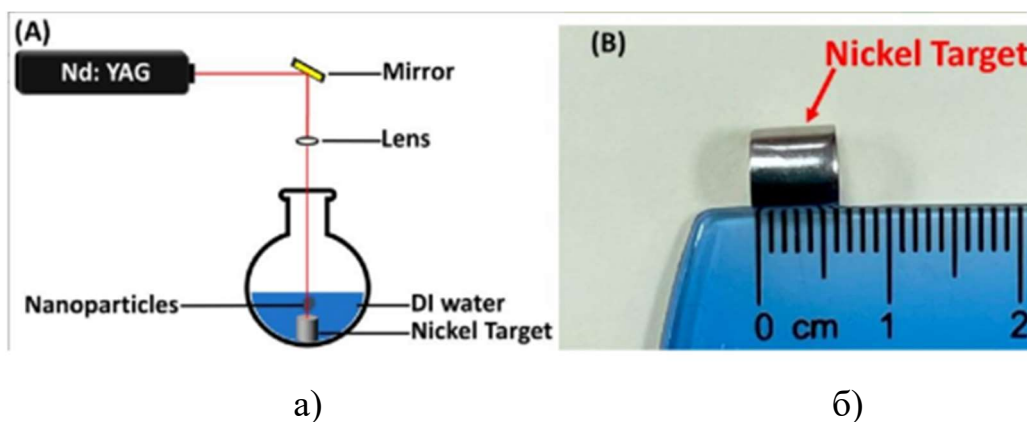 (A)
Nd: YAG
Mirror
Lens
Nanoparticles
DI water
Nickel Target
(B)
Nickel Target
0 cm 1 2
а)
б)